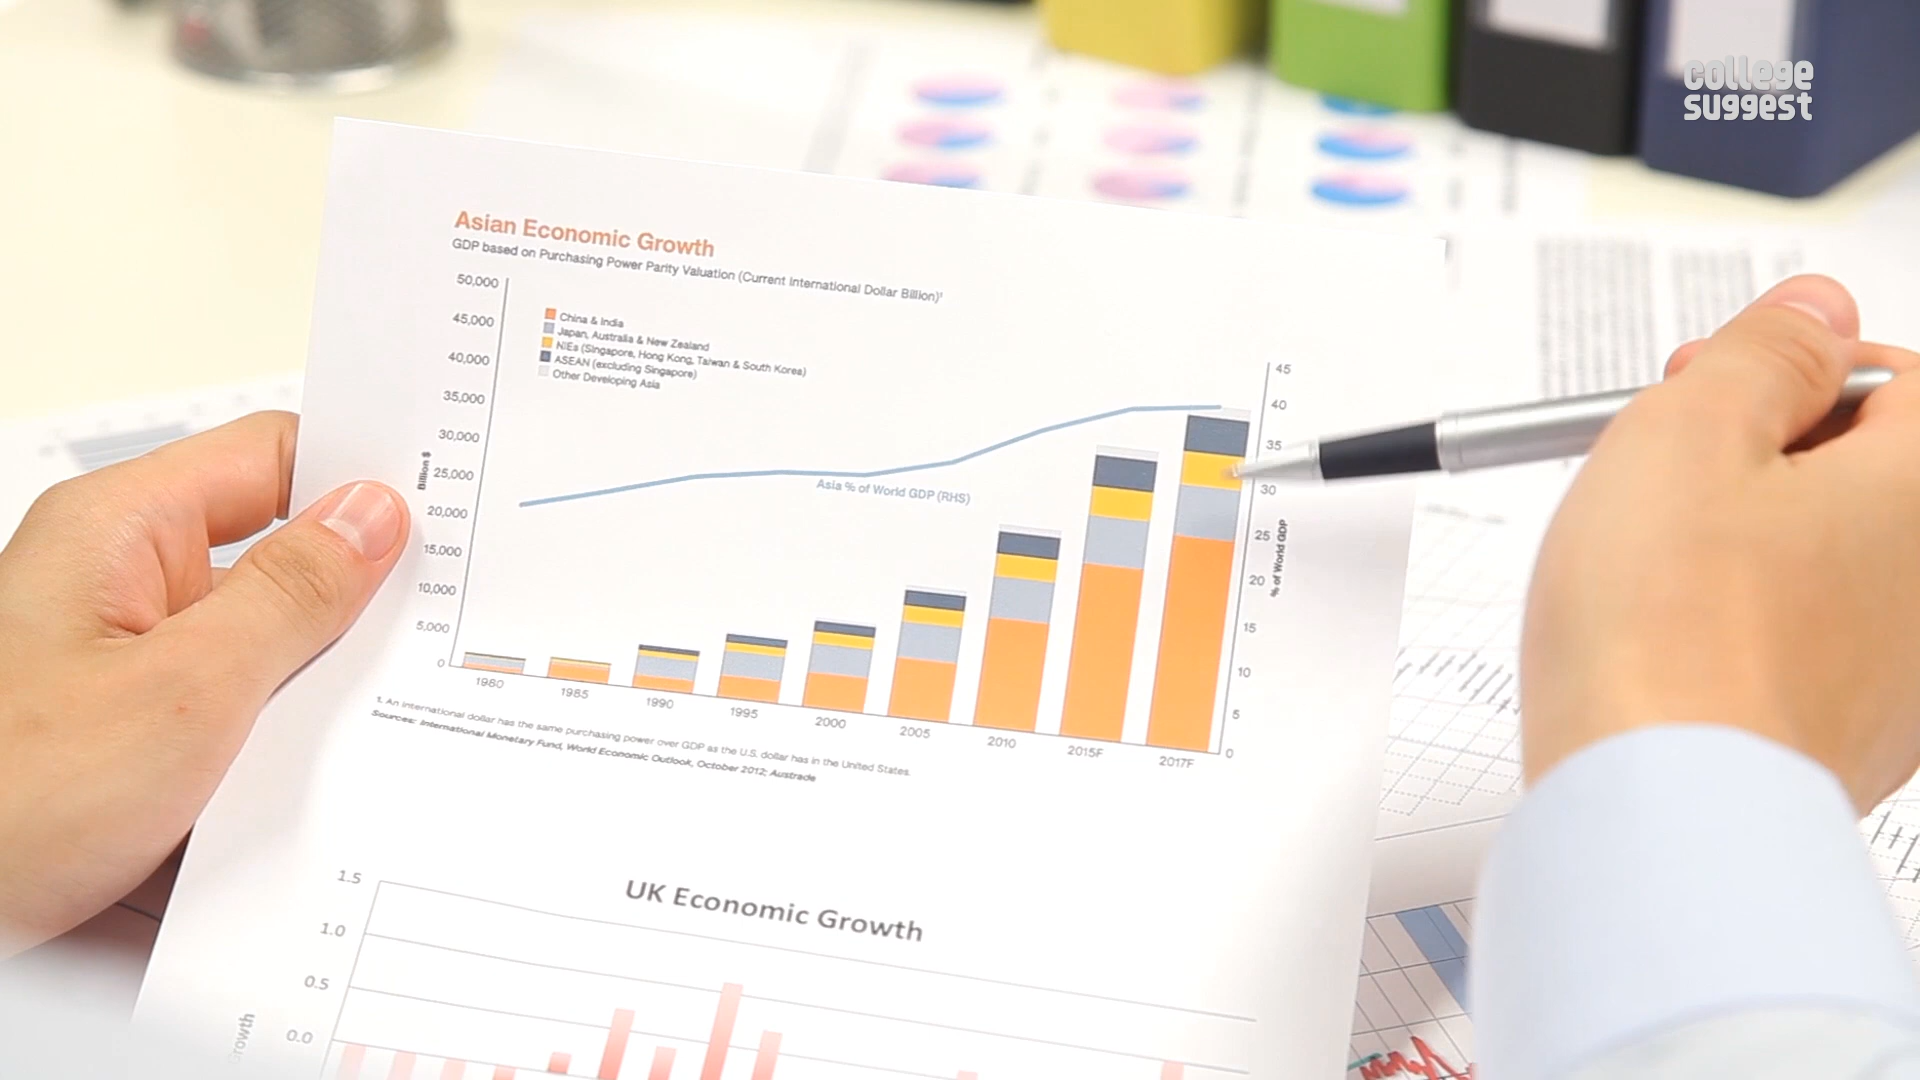 college
suggest
Asian Economic Growth
GDP based on Purchasing Power Parity Valuation (Current International Dollar Billion)¹
50,000
45,000
40,000
35,000
30,000
25,000
20,000
15,000
10,000
5,000
0
Billion $
China & India
Japan, Australia & New Zealand
NIEs (Singapore, Hong Kong, Taiwan & South Korea)
ASEAN (excluding Singapore)
Other Developing Asia
Asia % of World GDP (RHS)
45
40
35
30
25
20
15
10
5
0
% of World GDP
1980
1985
1990
1995
2000
2005
2010
2015F
2017F
1. An international dollar has the same purchasing power over GDP as the U.S. dollar has in the United States.
Sources: International Monetary Fund, World Economic Outlook, October 2012; Austrade
UK Economic Growth
1.5
1.0
0.5
0.0
Growth